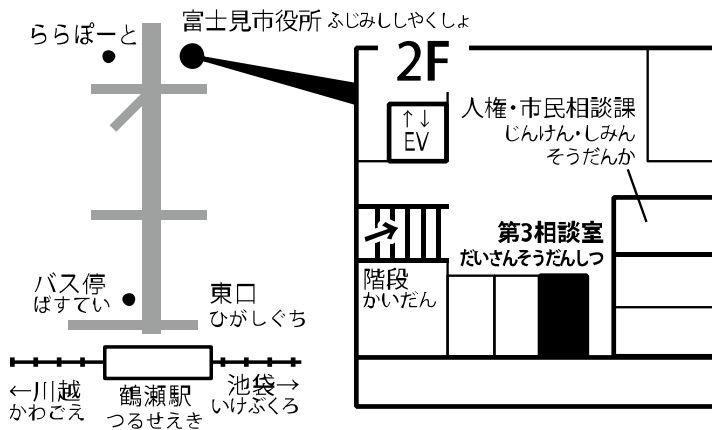 ららぽーと
富士見市役所 ふじみししやくしょ
2F
↑↓
EV
人権・市民相談課
じんけん・しみん
そうだんか
第3相談室
だいさんそうだんしつ
階段
かいだん
バス停
ばすてい
東口
ひがしぐち
←川越
かわごえ
鶴瀬駅
つるせえき
池袋→
いけぶくろ